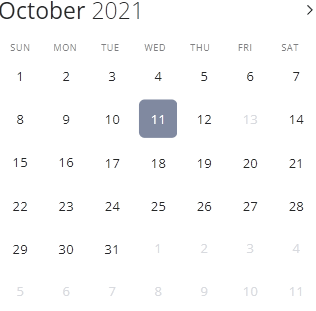 October 2021
SUN MON TUE WED THU FRI SAT
1 2 3 4 5 6 7
8 9 10 11 12 13 14
15 16 17 18 19 20 21
22 23 24 25 26 27 28
29 30 31 1 2 3 4
5 6 7 8 9 10 11